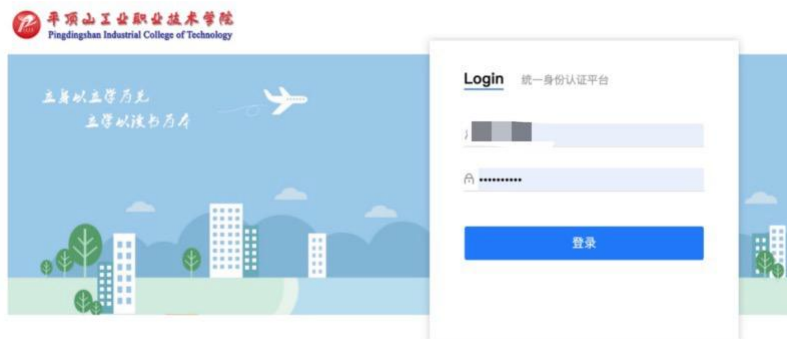 平顶山工业职业技术学院
Pingdingshan Industrial College of Technology
立身以立学为先
立学以读书为本
Login 统一身份认证平台
••••••••••
登录